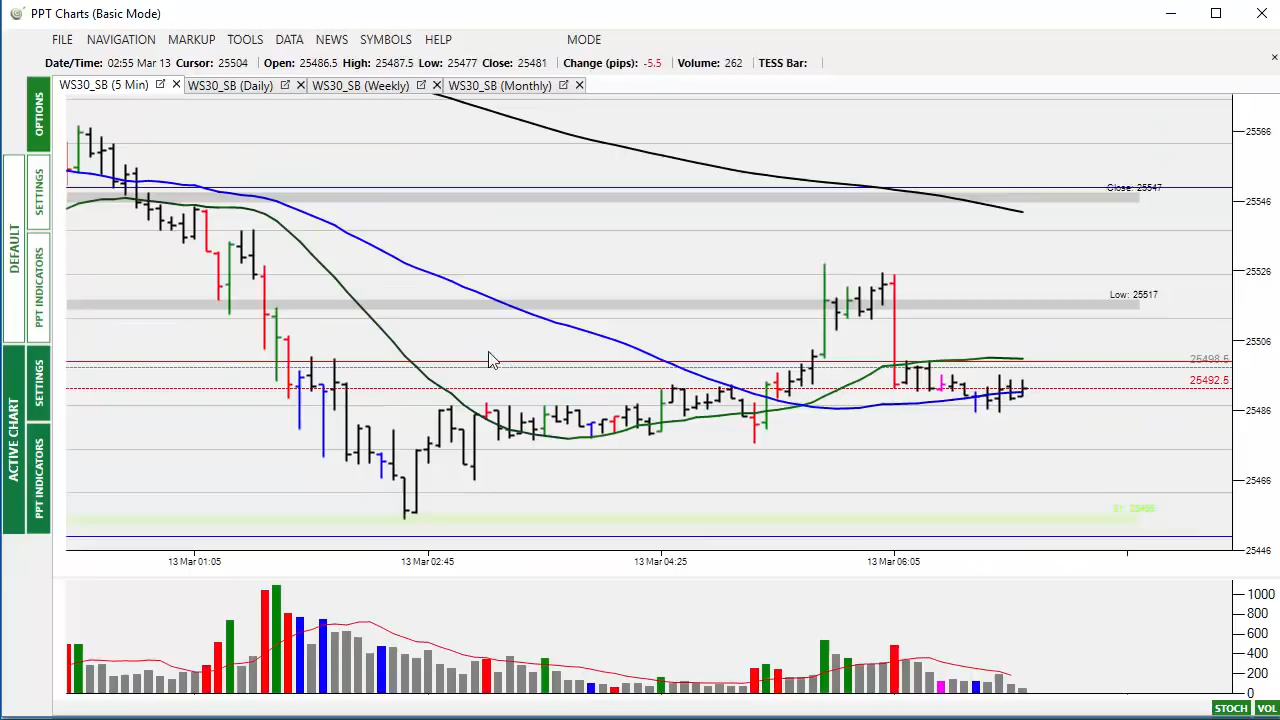 PPT Charts (Basic Mode)
FILE NAVIGATION MARKUP TOOLS DATA NEWS SYMBOLS HELP MODE
Date/Time: 02:55 Mar 13 Cursor: 25504 Open: 25486.5 High: 25487.5 Low: 25477 Close: 25481 Change (pips): -5.5 Volume: 262 TESS Bar:
WS30_SB (5 Min) WS30_SB (Daily) WS30_SB (Weekly) WS30_SB (Monthly)
OPTIONS
DEFAULT
SETTINGS
PPT INDICATORS
ACTIVE CHART
SETTINGS
PPT INDICATORS
25566
Close: 25547
25546
25526
Low: 25517
25506
25498.5
25492.5
25486
25466
25446
13 Mar 01:05 13 Mar 02:45 13 Mar 04:25 13 Mar 06:05
1000
800
600
400
200
0
STOCH VOL